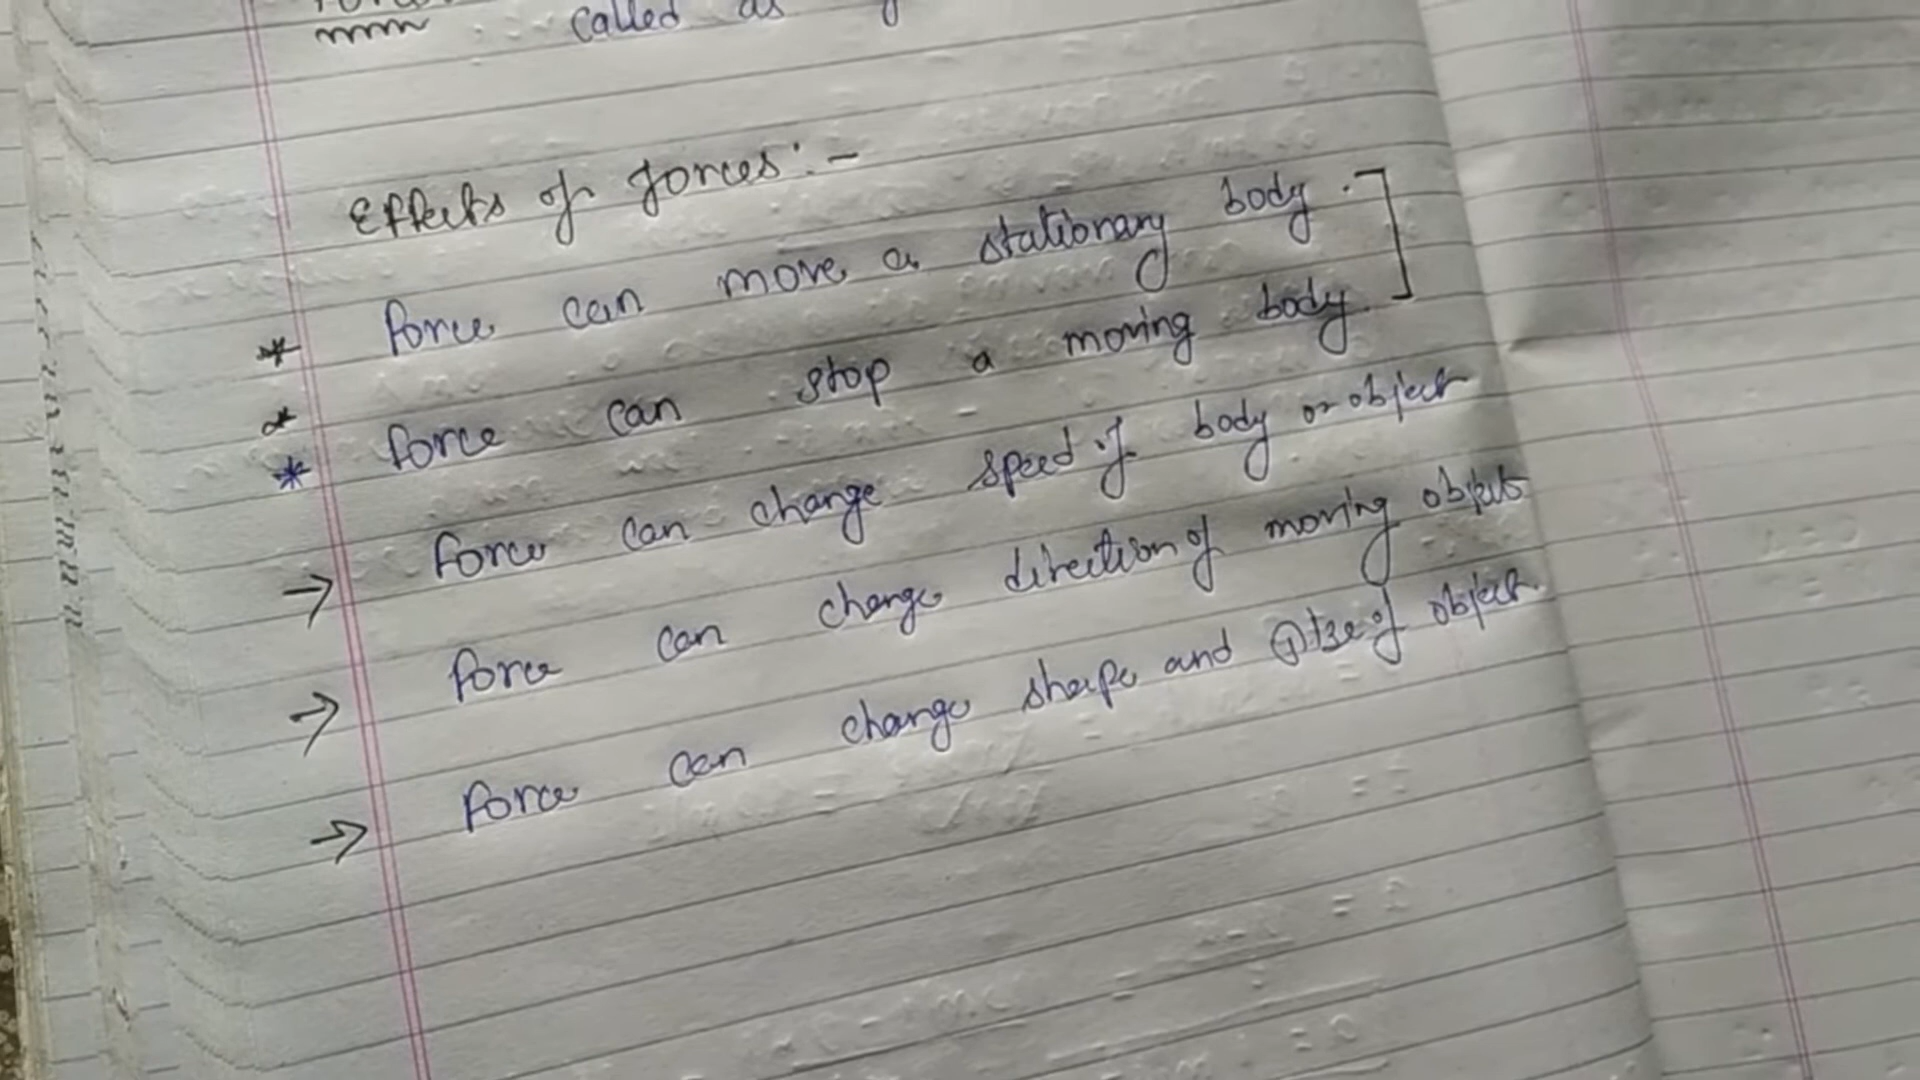 called as
Effects of forces:-
* Force can move a stationary body.
* Force can stop a moving body.
* 
→ Force can change speed of body or object
→ Force can change direction of moving objects
→ Force can change shape and size of object